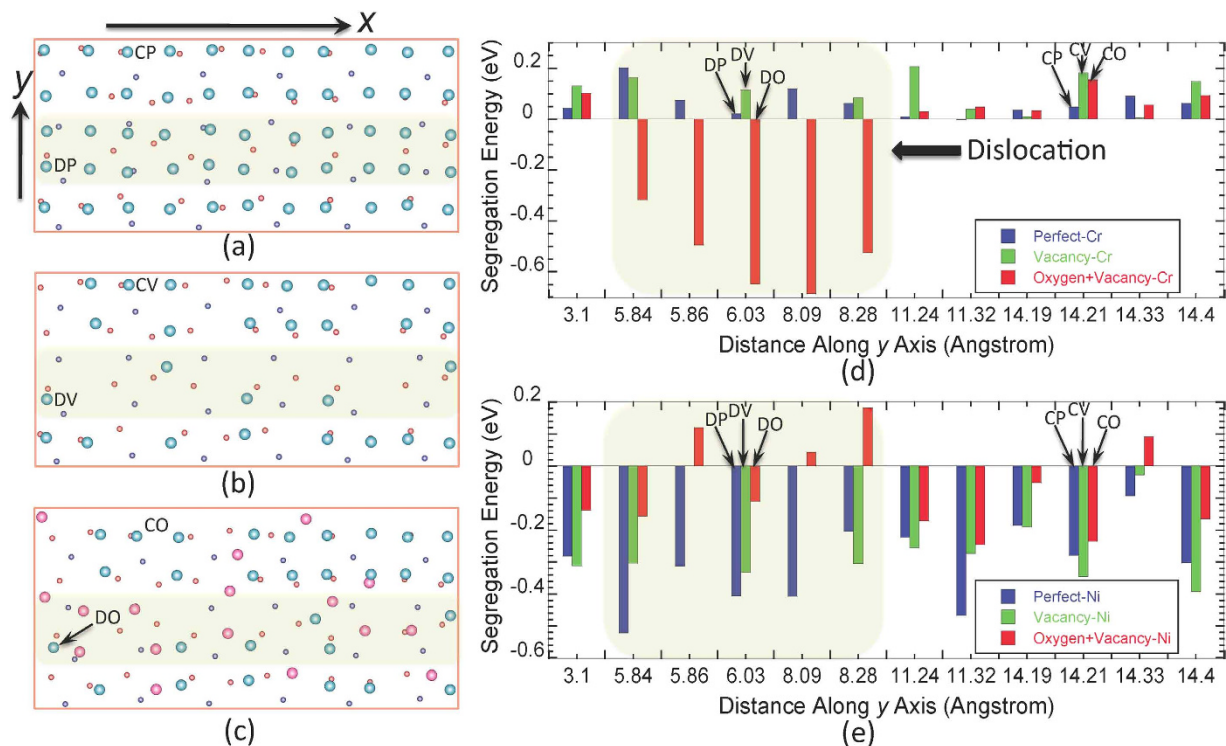 x
y
CP
DP
(a)
CV
DV
(b)
CO
DO
(c)
Segregation Energy (eV)
0.2
0
-0.2
-0.4
-0.6
DP
DV
DO
CP
CV
CO
Dislocation
Perfect-Cr
Vacancy-Cr
Oxygen+Vacancy-Cr
3.1 5.84 5.86 6.03 8.09 8.28 11.24 11.32 14.19 14.21 14.33 14.4
Distance Along y Axis (Angstrom)
(d)
Segregation Energy (eV)
0.2
0
-0.2
-0.4
-0.6
DP
DV
DO
CP
CV
CO
Perfect-Ni
Vacancy-Ni
Oxygen+Vacancy-Ni
3.1 5.84 5.86 6.03 8.09 8.28 11.24 11.32 14.19 14.21 14.33 14.4
Distance Along y Axis (Angstrom)
(e)